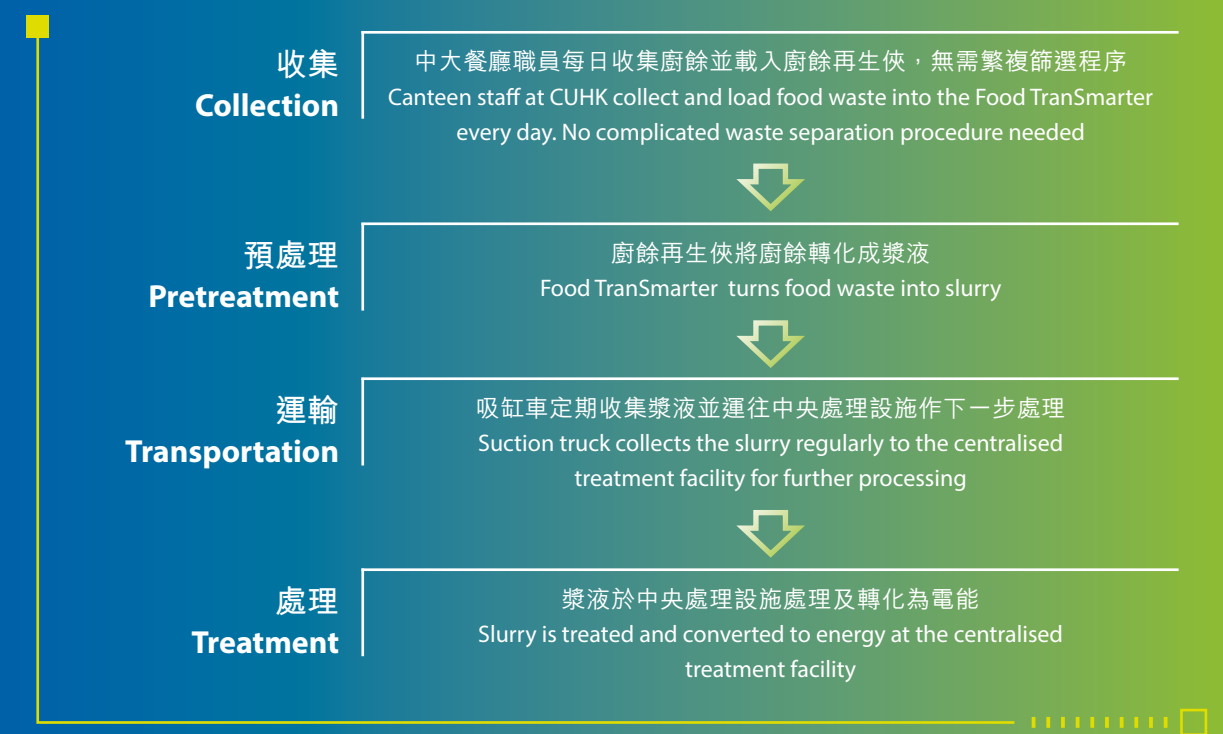 收集
Collection
中大餐廳職員每日收集廚餘並載入廚餘再生俠，無需繁複篩選程序
Canteen staff at CUHK collect and load food waste into the Food TranSmarter
every day. No complicated waste separation procedure needed
預處理
Pretreatment
廚餘再生俠將廚餘轉化成漿液
Food TranSmarter turns food waste into slurry
運輸
Transportation
吸缸車定期收集漿液並運往中央處理設施作下一步處理
Suction truck collects the slurry regularly to the centralised
treatment facility for further processing
處理
Treatment
漿液於中央處理設施處理及轉化為電能
Slurry is treated and converted to energy at the centralised
treatment facility